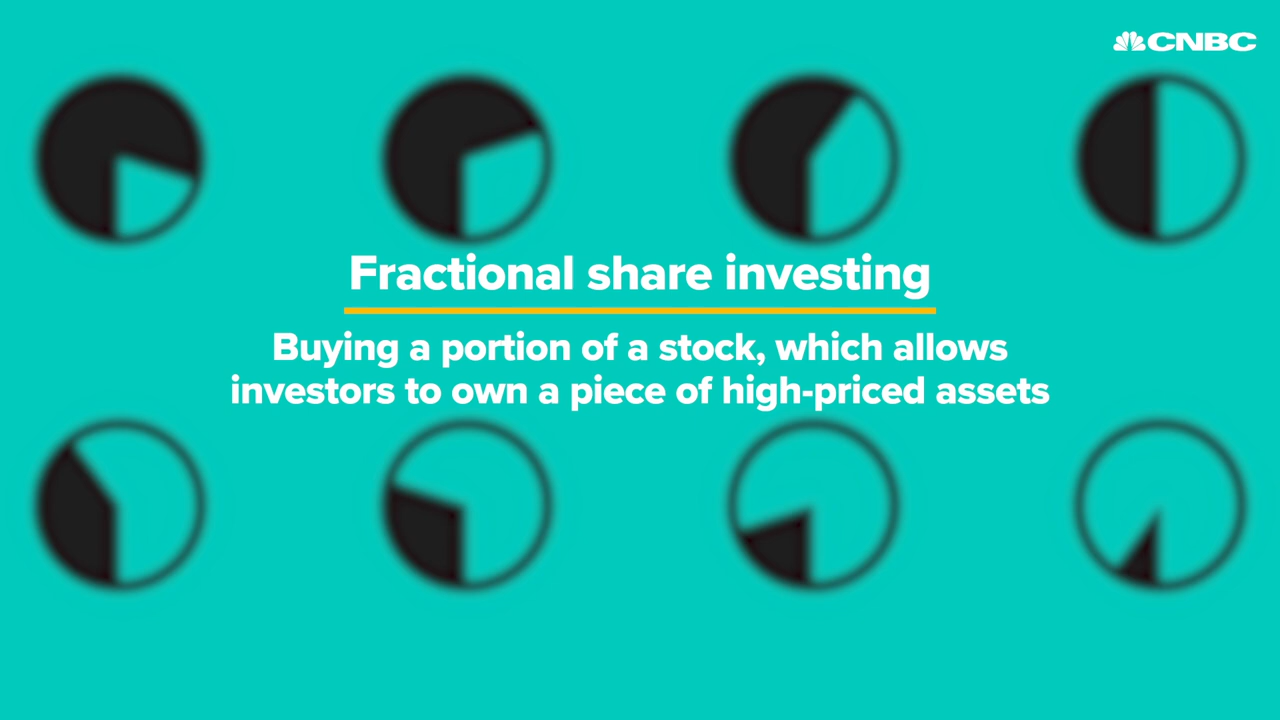 CNBC
Fractional share investing
Buying a portion of a stock, which allows
investors to own a piece of high-priced assets